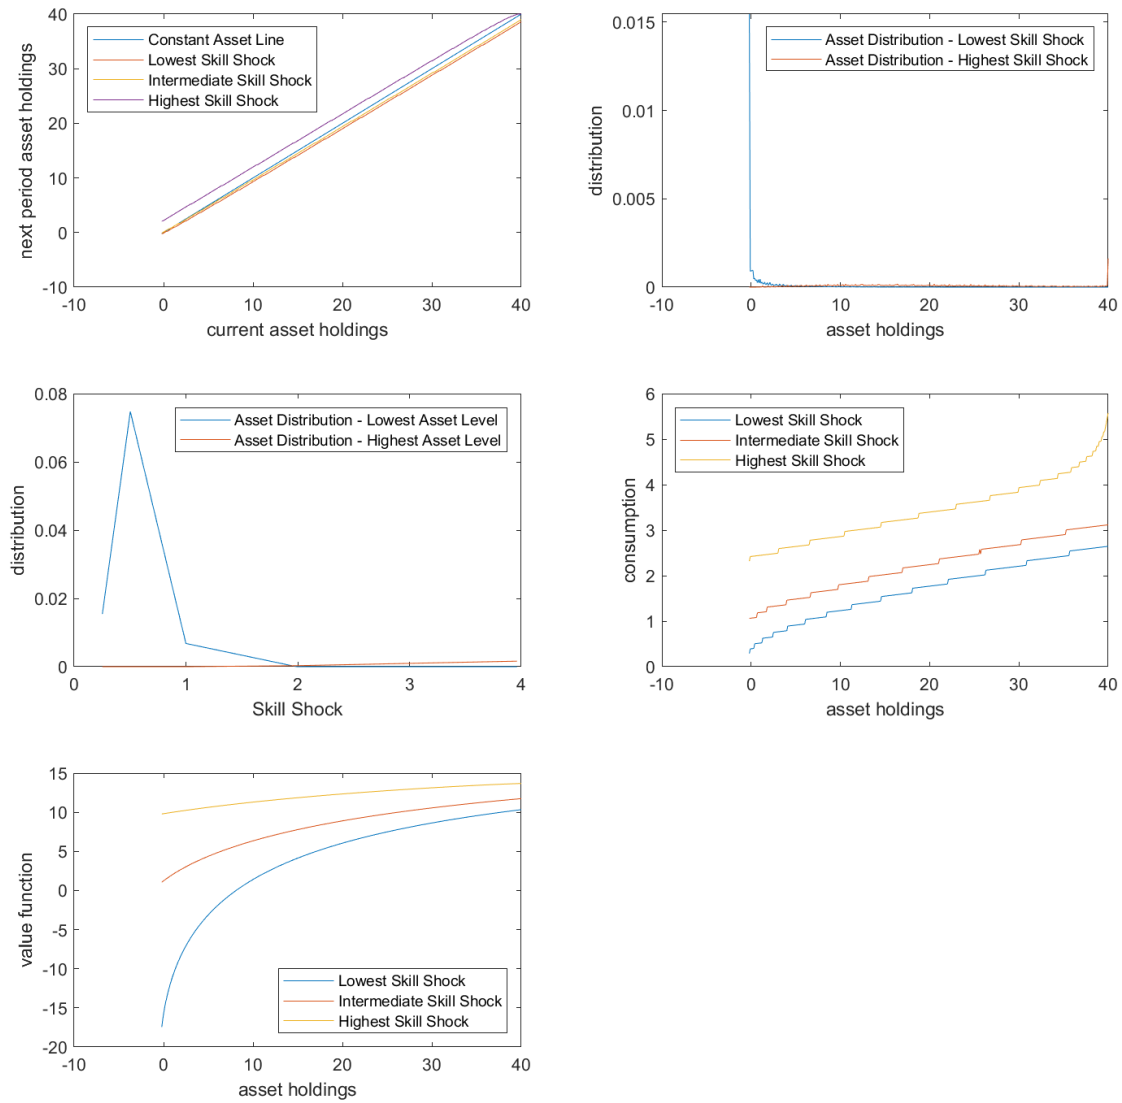 40
30
20
10
0
-10
next period asset holdings
Constant Asset Line
Lowest Skill Shock
Intermediate Skill Shock
Highest Skill Shock
-10 0 10 20 30 40
current asset holdings
0.015
0.01
0.005
0
distribution
Asset Distribution - Lowest Skill Shock
Asset Distribution - Highest Skill Shock
-10 0 10 20 30 40
asset holdings
0.08
0.06
0.04
0.02
0
distribution
Asset Distribution - Lowest Asset Level
Asset Distribution - Highest Asset Level
0 1 2 3 4
Skill Shock
6
5
4
3
2
1
0
consumption
Lowest Skill Shock
Intermediate Skill Shock
Highest Skill Shock
-10 0 10 20 30 40
asset holdings
15
10
5
0
-5
-10
-15
-20
value function
Lowest Skill Shock
Intermediate Skill Shock
Highest Skill Shock
-10 0 10 20 30 40
asset holdings